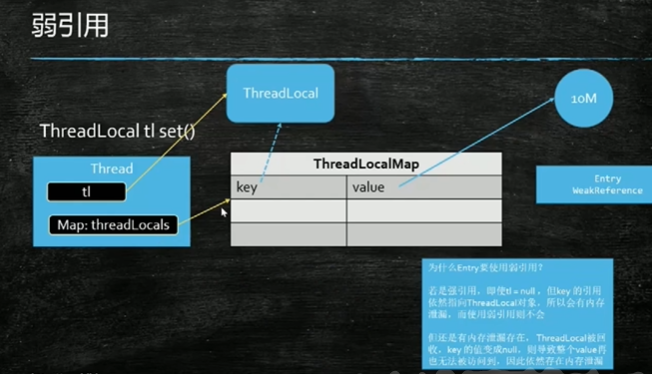 弱引用
ThreadLocal
10M
ThreadLocal tl set()
Thread
tl
Map: threadLocals
ThreadLocalMap
key
value
Entry
WeakReference
为什么Entry要使用弱引用?
若是强引用，即使tl = null，但key 的引用
依然指向ThreadLocal对象，所以会有内存
泄漏，而使用弱引用则不会
但还是有内存泄漏存在，ThreadLocal被回
收，key 的值变成null，则导致整个value再
也无法被访问到，因此依然存在内存泄漏